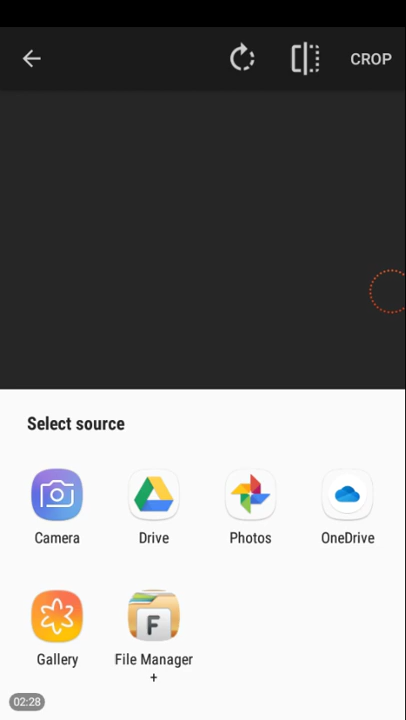 CROP
Select source
Camera
Drive
Photos
OneDrive
Gallery
F
File Manager
+
02:28